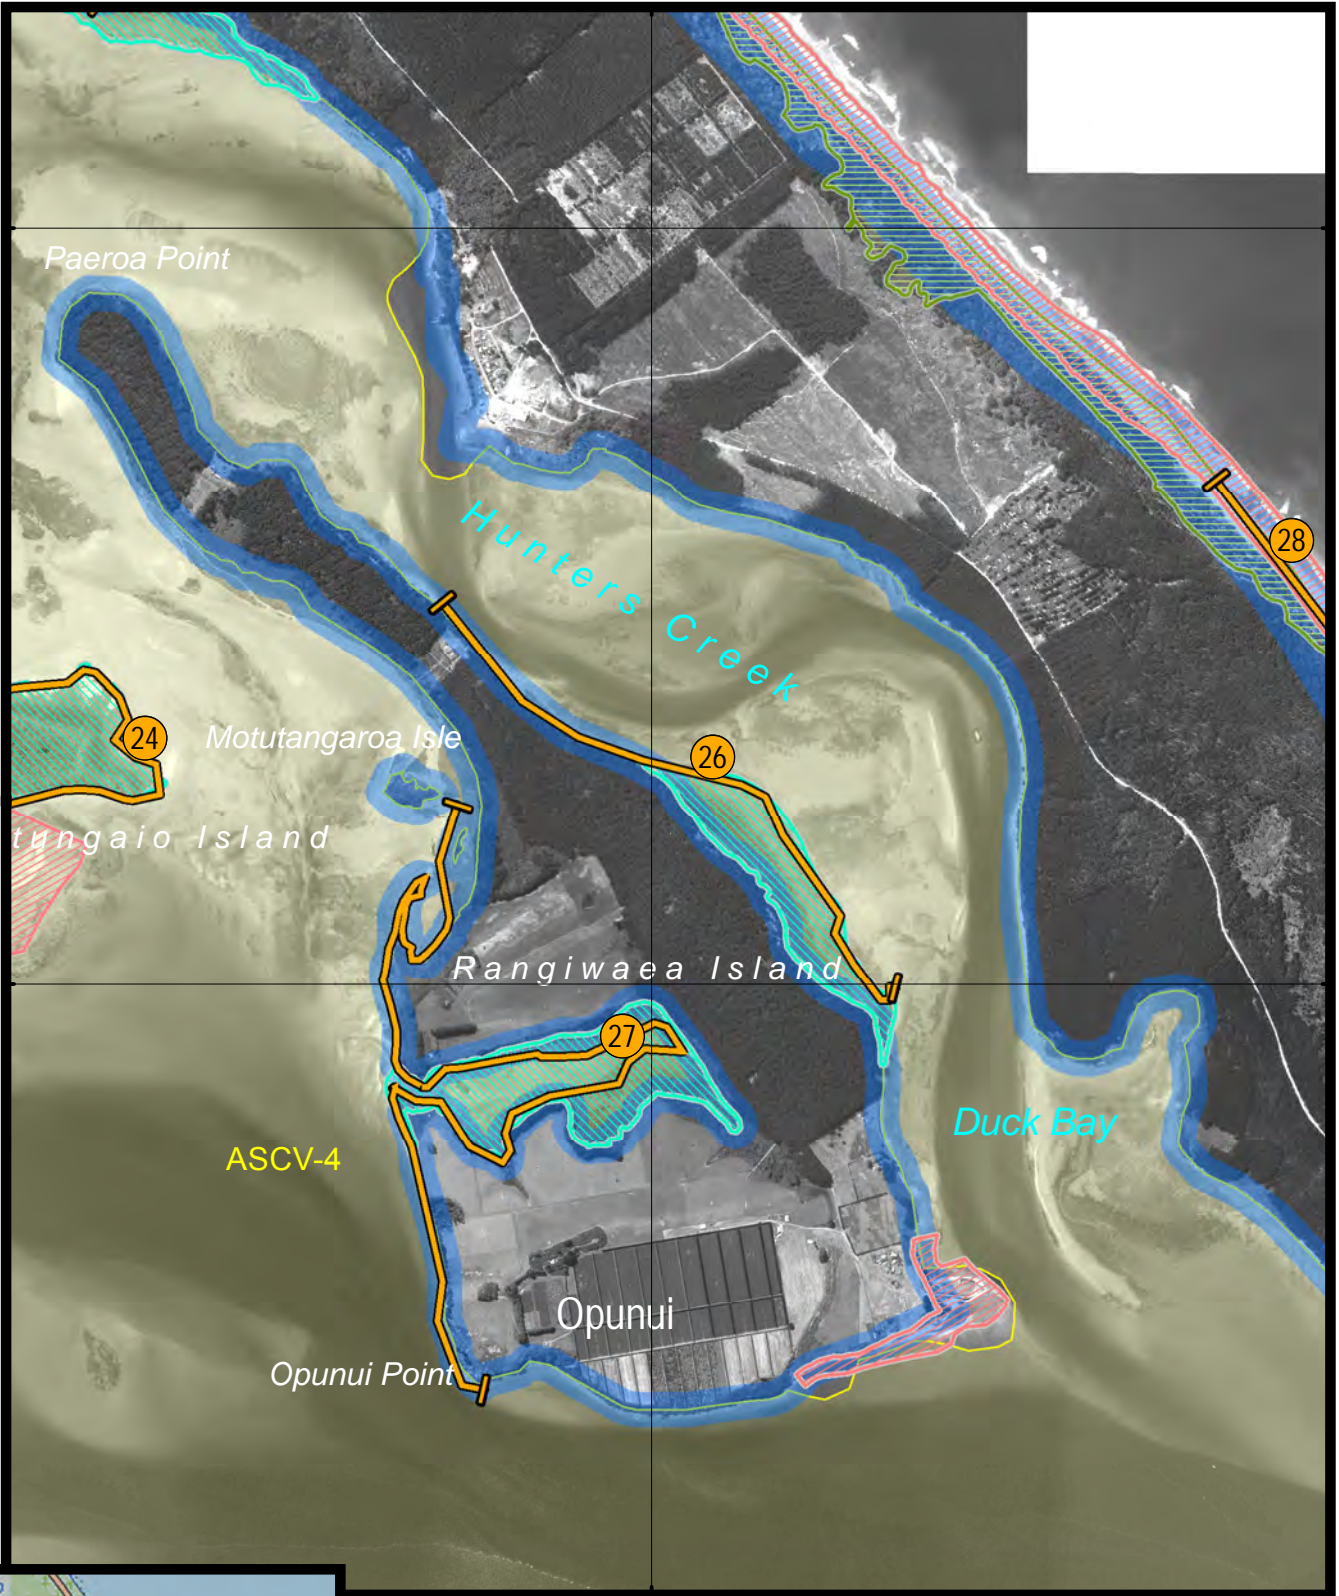 Paeroa Point
Hunters Creek
28
24
Motutangaroa Isle
26
tungaio Island
Rangiwaea Island
27
Duck Bay
ASCV-4
Opunui
Opunui Point